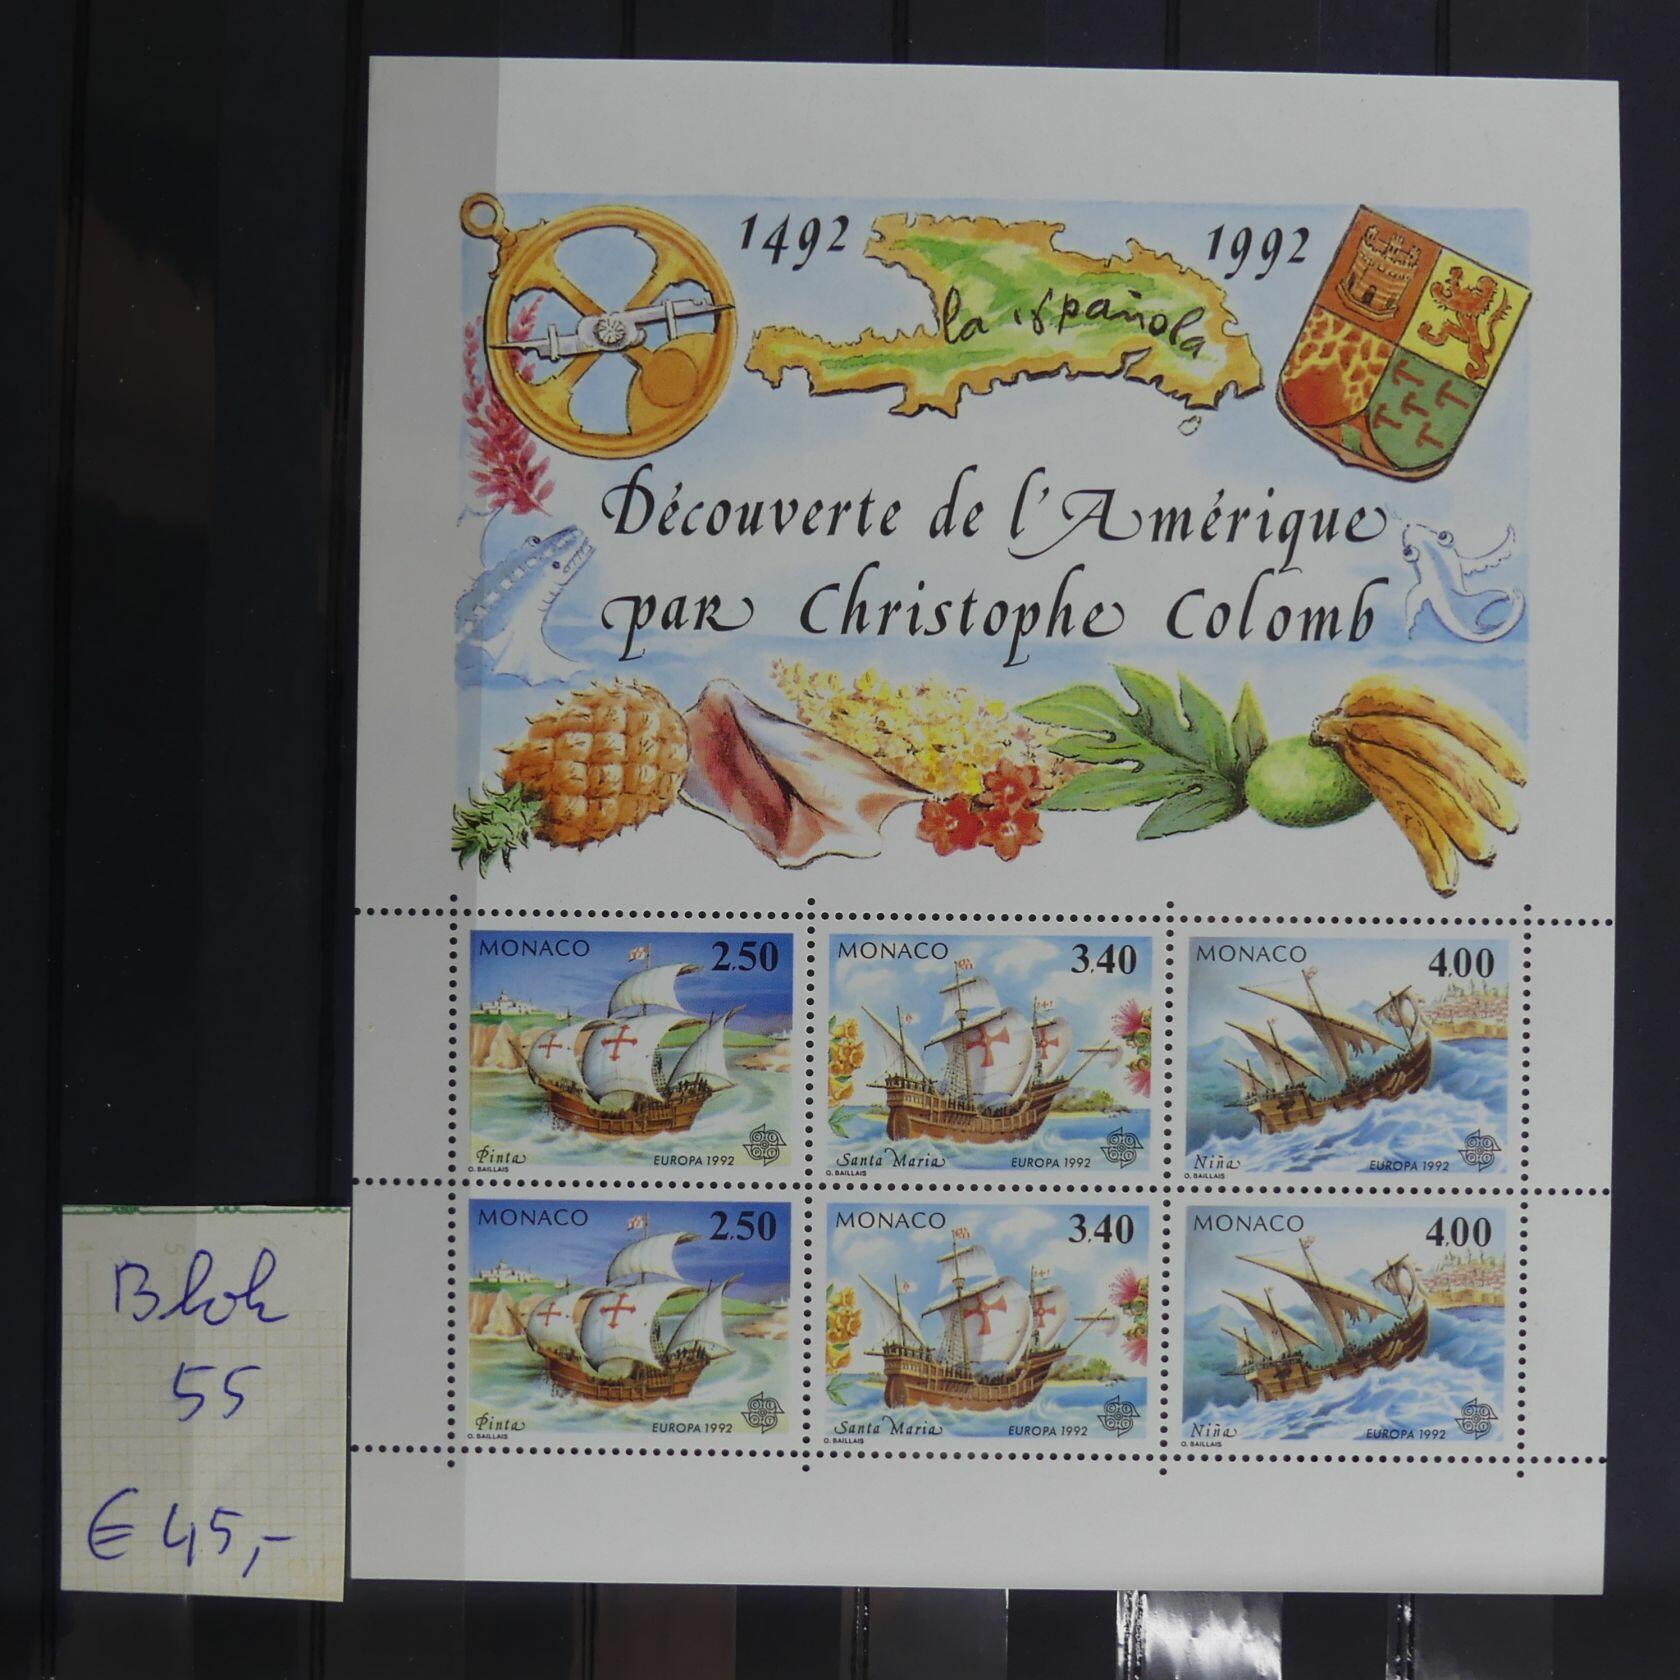 1492
1992
la española
Découverte de l'Amérique
par Christophe Colomb
MONACO 2.50
Pinta
O. BAILLAIS
EUROPA 1992
MONACO 3.40
Santa Maria
O. BAILLAIS
EUROPA 1992
MONACO 4.00
Niña
O. BAILLAIS
EUROPA 1992
MONACO 2.50
Pinta
O. BAILLAIS
EUROPA 1992
MONACO 3.40
Santa Maria
O. BAILLAIS
EUROPA 1992
MONACO 4.00
Niña
O. BAILLAIS
EUROPA 1992
Blok
55
€ 45,-